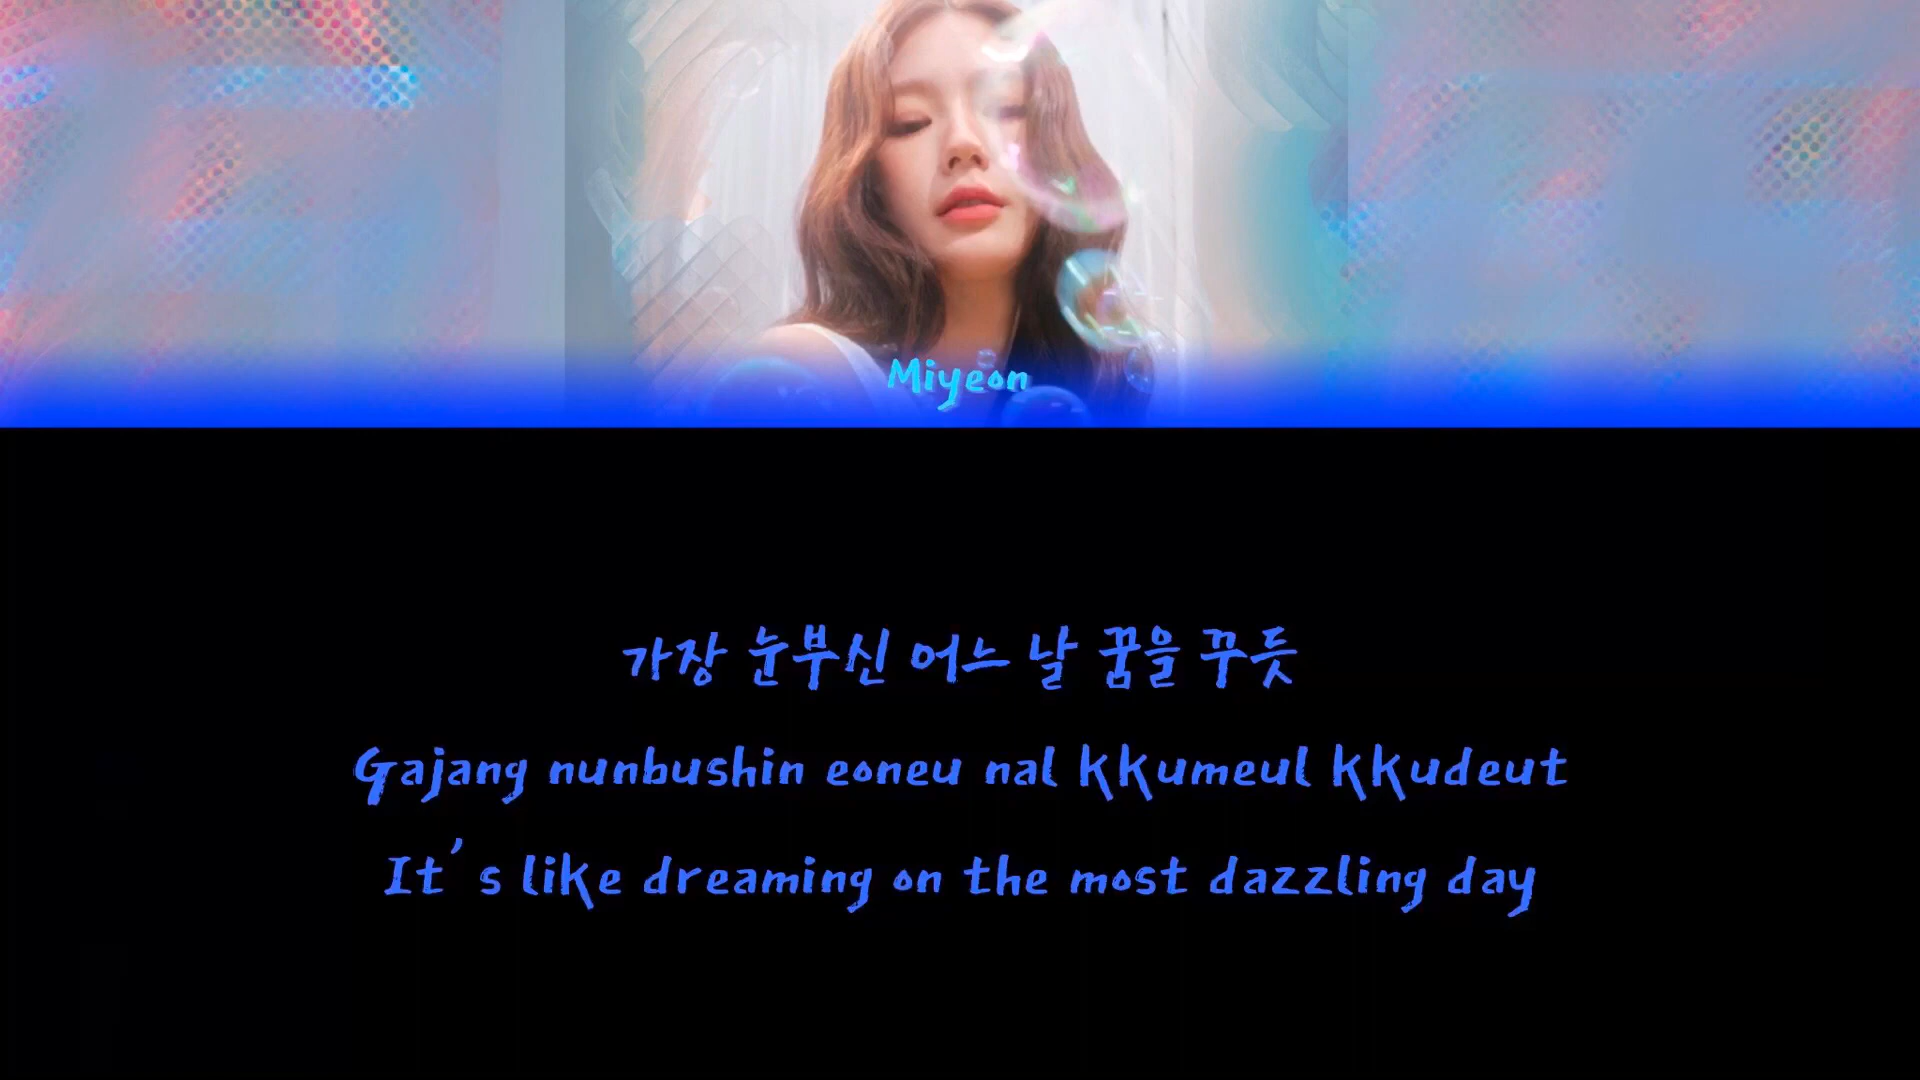 Miyeon
가장 눈부신 어느 날 꿈을 꾸듯
Gajang nunbushin eoneu nal kkumeul kkudeut
It's like dreaming on the most dazzling day